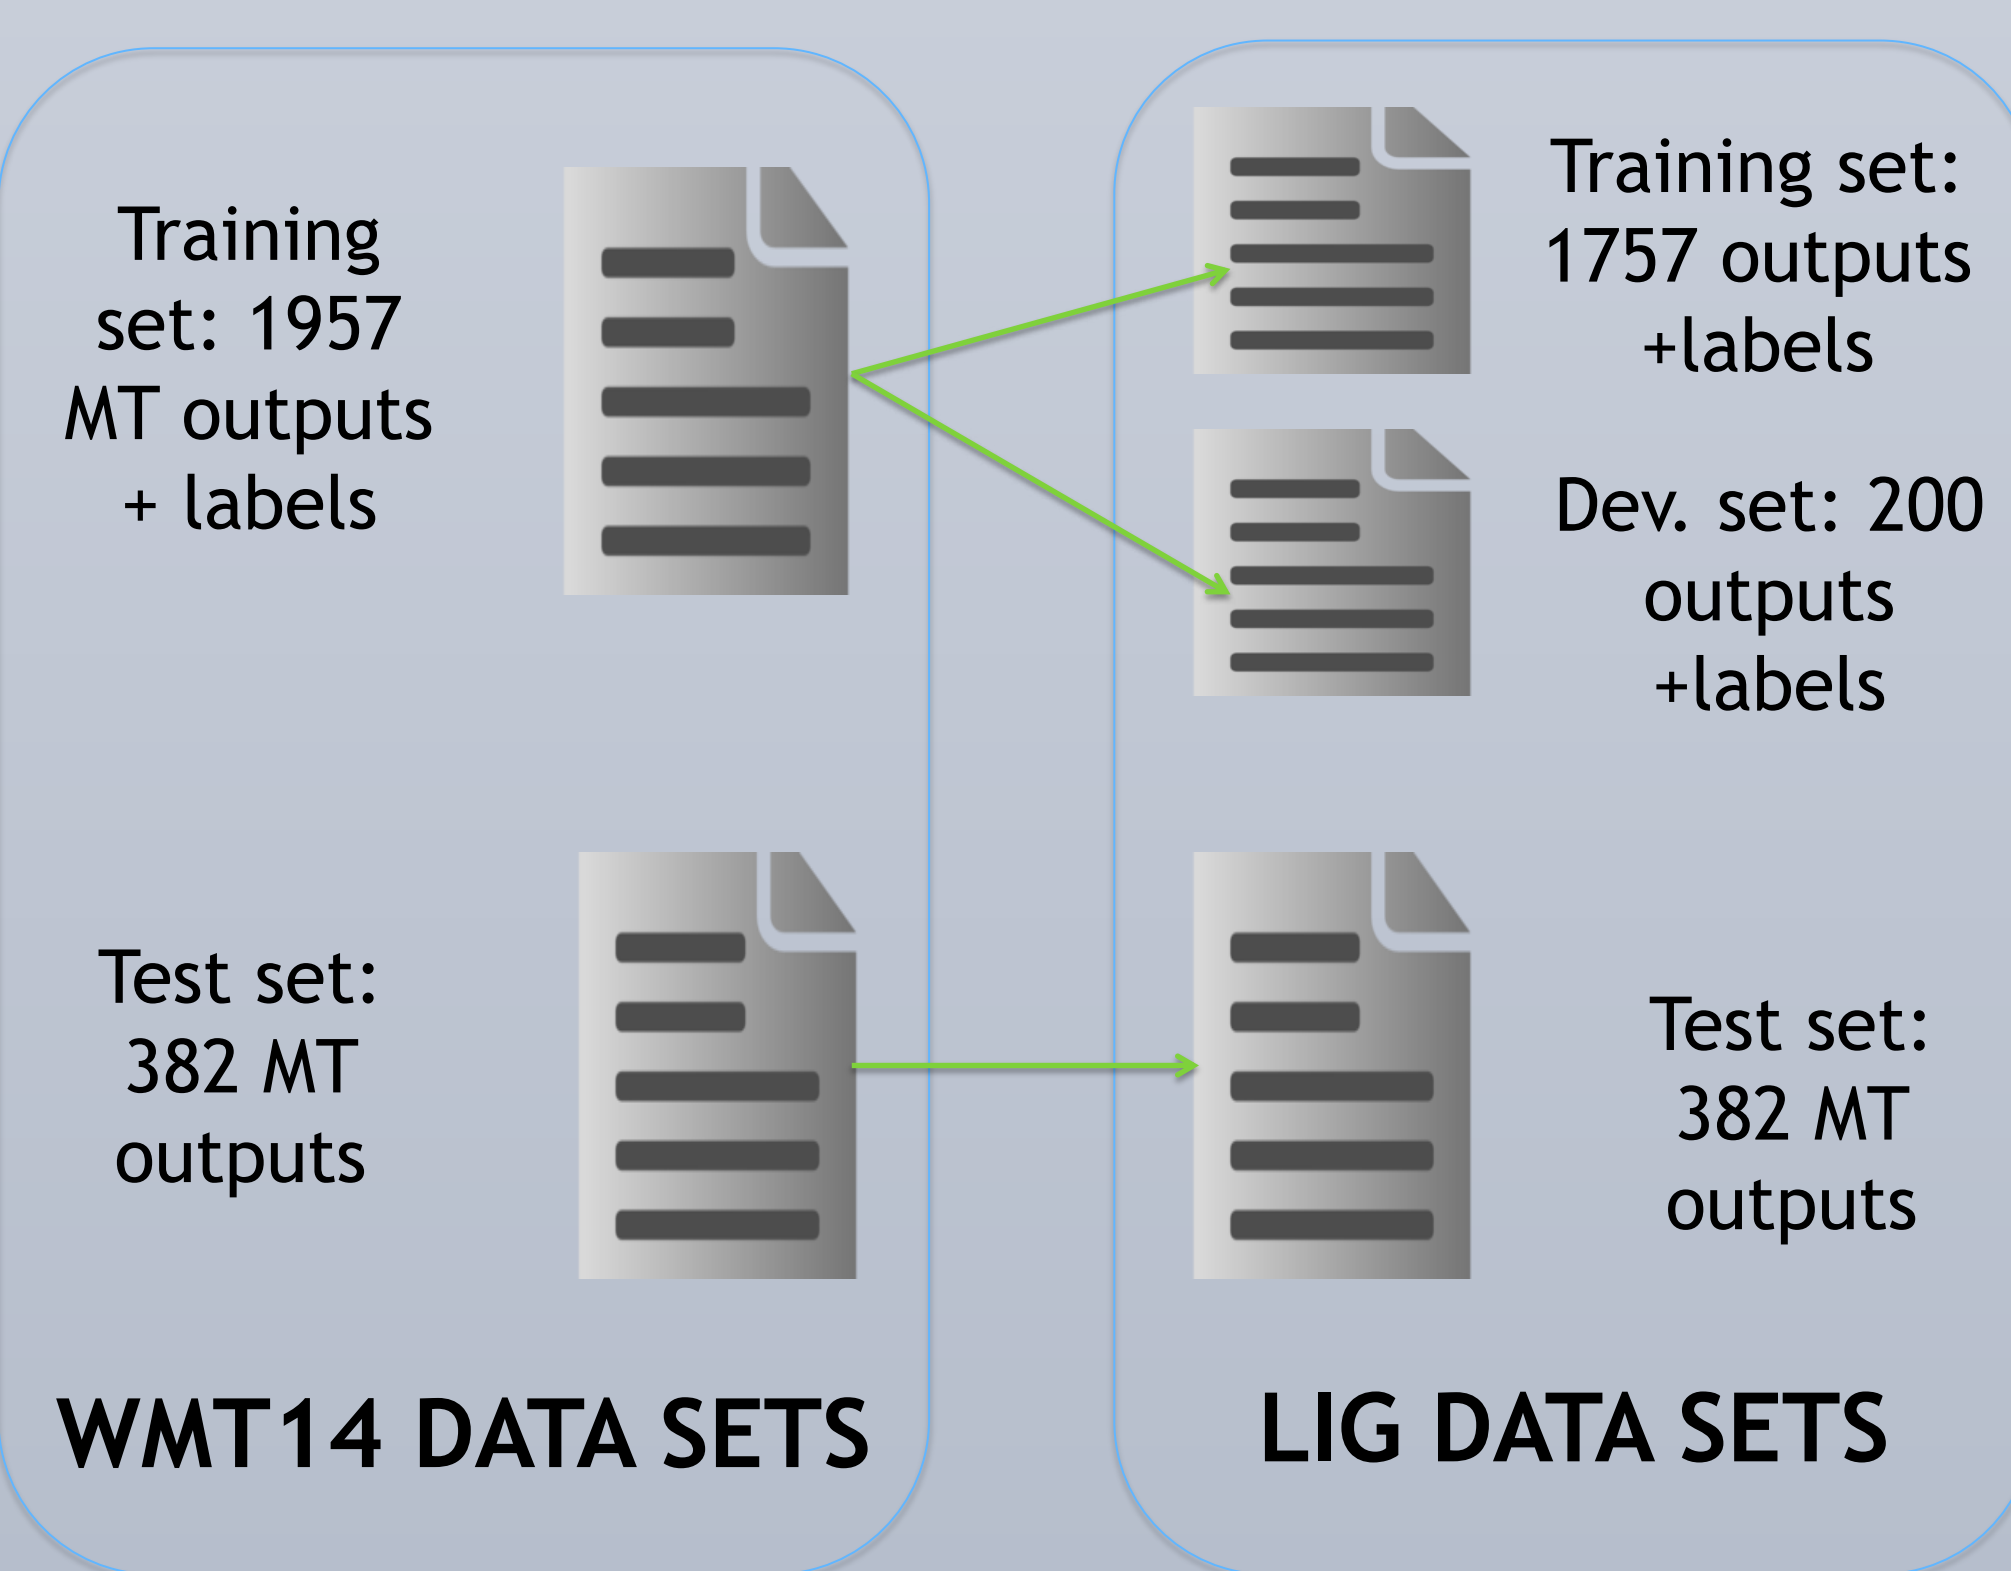 Training
set: 1957
MT outputs
+ labels
Test set:
382 MT
outputs
WMT14 DATA SETS
Training set:
1757 outputs
+labels
Dev. set: 200
outputs
+labels
Test set:
382 MT
outputs
LIG DATA SETS